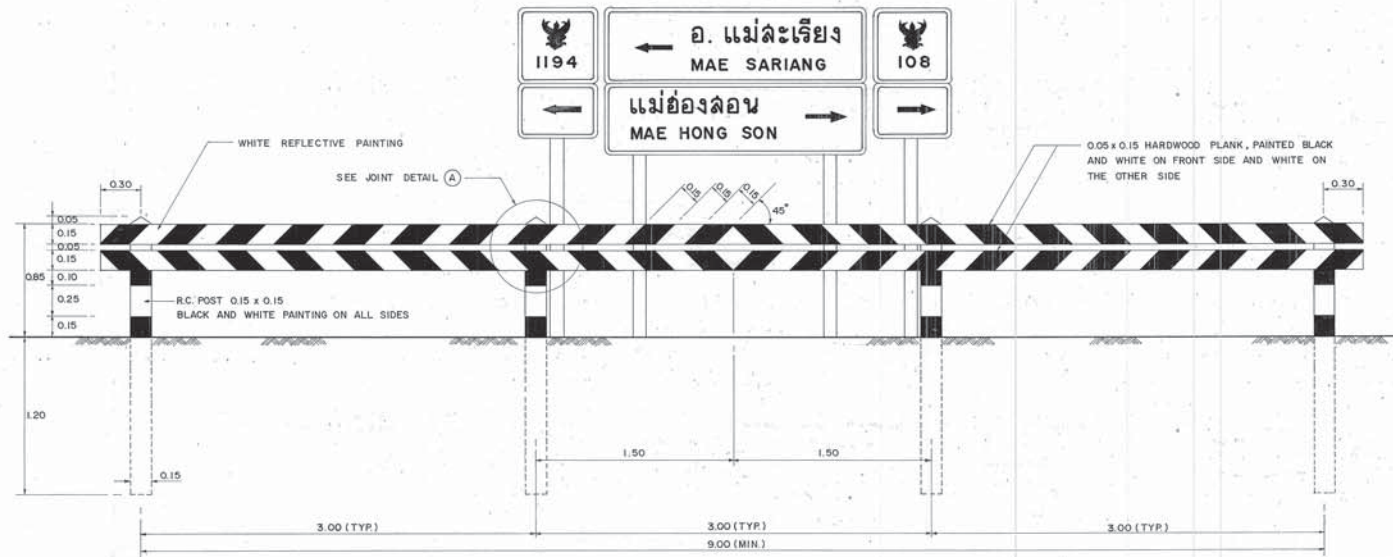 1194
อ. แม่สะเรียง
MAE SARIANG
108
แม่ฮ่องสอน
MAE HONG SON
WHITE REFLECTIVE PAINTING
SEE JOINT DETAIL A
0.05 x 0.15 HARDWOOD PLANK, PAINTED BLACK
AND WHITE ON FRONT SIDE AND WHITE ON
THE OTHER SIDE
0.30
0.15
0.15
0.15
45°
0.30
0.05
0.15
0.05
0.15
0.10
0.25
0.15
0.85
R.C. POST 0.15 x 0.15
BLACK AND WHITE PAINTING ON ALL SIDES
1.20
0.15
1.50
1.50
3.00 (TYP.)
3.00 (TYP.)
3.00 (TYP.)
9.00 (MIN.)